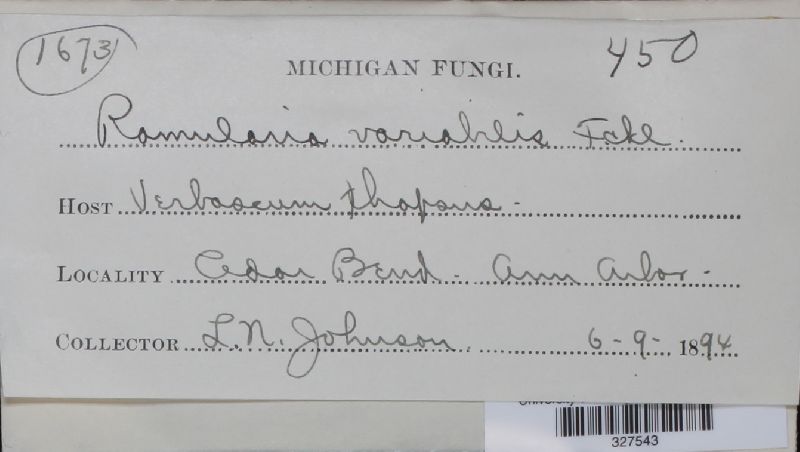 1673
450
MICHIGAN FUNGI.
Ramularia variabilis Fckl.
HOST Verbascum thapsus -
LOCALITY Cedar Bend - Ann Arbor -
COLLECTOR L.N. Johnson. 6-9-1894
327543